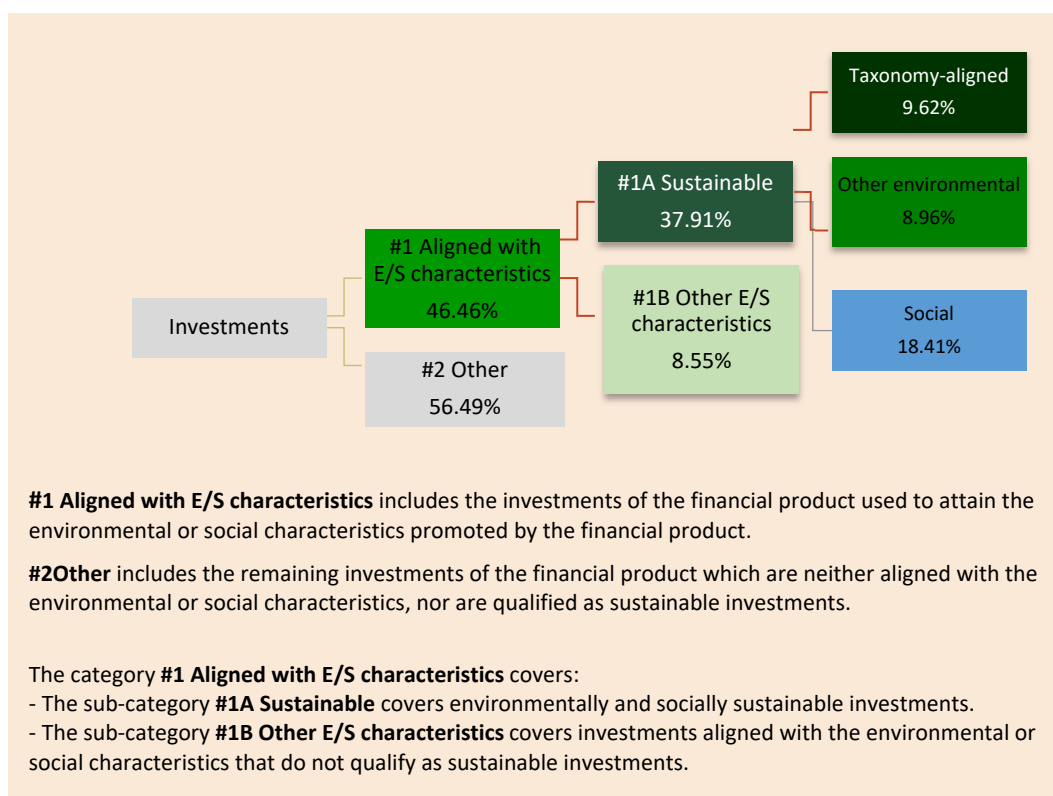 Taxonomy-aligned
9.62%
#1A Sustainable
37.91%
Other environmental
8.96%
#1 Aligned with
E/S characteristics
46.46%
#1B Other E/S
characteristics
8.55%
Investments
Social
18.41%
#2 Other
56.49%
#1 Aligned with E/S characteristics includes the investments of the financial product used to attain the
environmental or social characteristics promoted by the financial product.
#2Other includes the remaining investments of the financial product which are neither aligned with the
environmental or social characteristics, nor are qualified as sustainable investments.
The category #1 Aligned with E/S characteristics covers:
- The sub-category #1A Sustainable covers environmentally and socially sustainable investments.
- The sub-category #1B Other E/S characteristics covers investments aligned with the environmental or
social characteristics that do not qualify as sustainable investments.